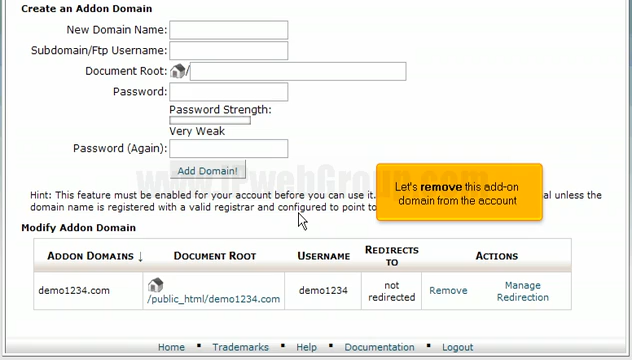 Create an Addon Domain
New Domain Name:
Subdomain/Ftp Username:
Document Root: /
Password:
Password Strength:
Very Weak
Password (Again):
Add Domain!
Let's remove this add-on
domain from the account
Hint: This feature must be enabled for your account before you can use it. al unless the
domain name is registered with a valid registrar and configured to point to
Modify Addon Domain
ADDON DOMAINS ↓ DOCUMENT ROOT USERNAME REDIRECTS TO ACTIONS
demo1234.com /public_html/demo1234.com demo1234 not redirected Remove Manage Redirection
Home ▪ Trademarks ▪ Help ▪ Documentation ▪ Logout